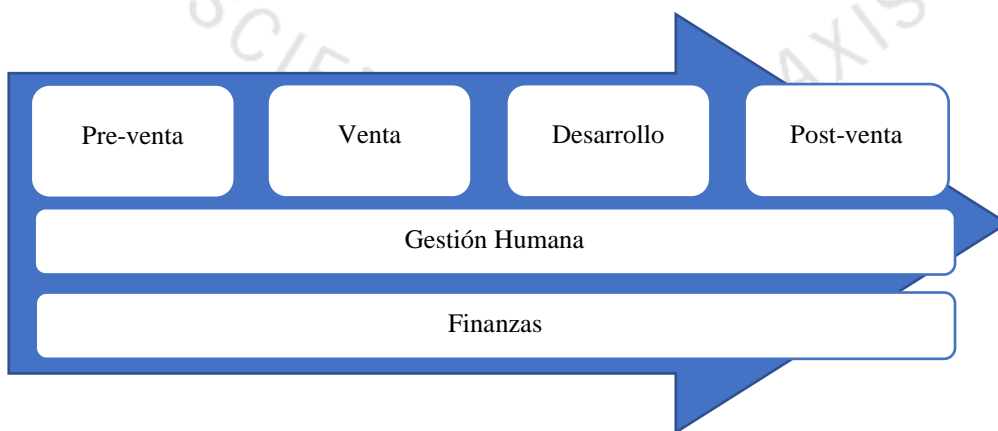 Pre-venta
Venta
Desarrollo
Post-venta
Gestión Humana
Finanzas